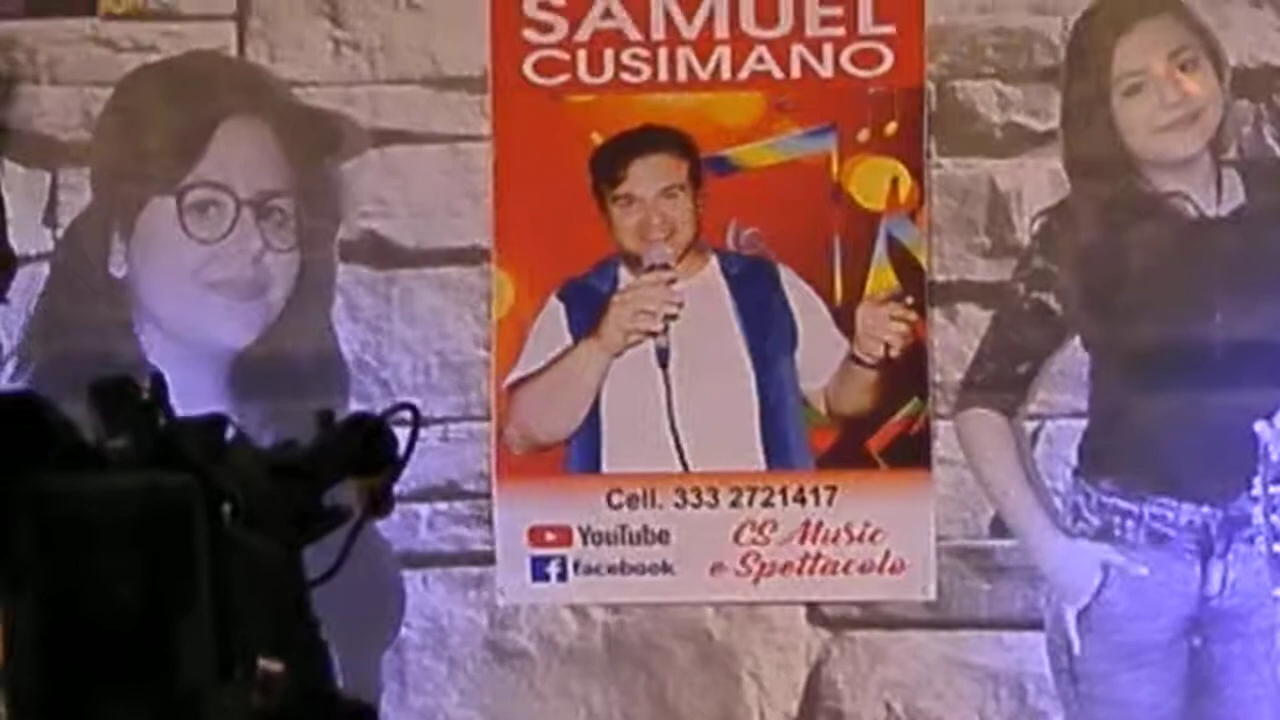 SAMUEL
CUSIMANO
Cell. 333 2721417
YouTube
facebook
CS Music
e Spettacolo